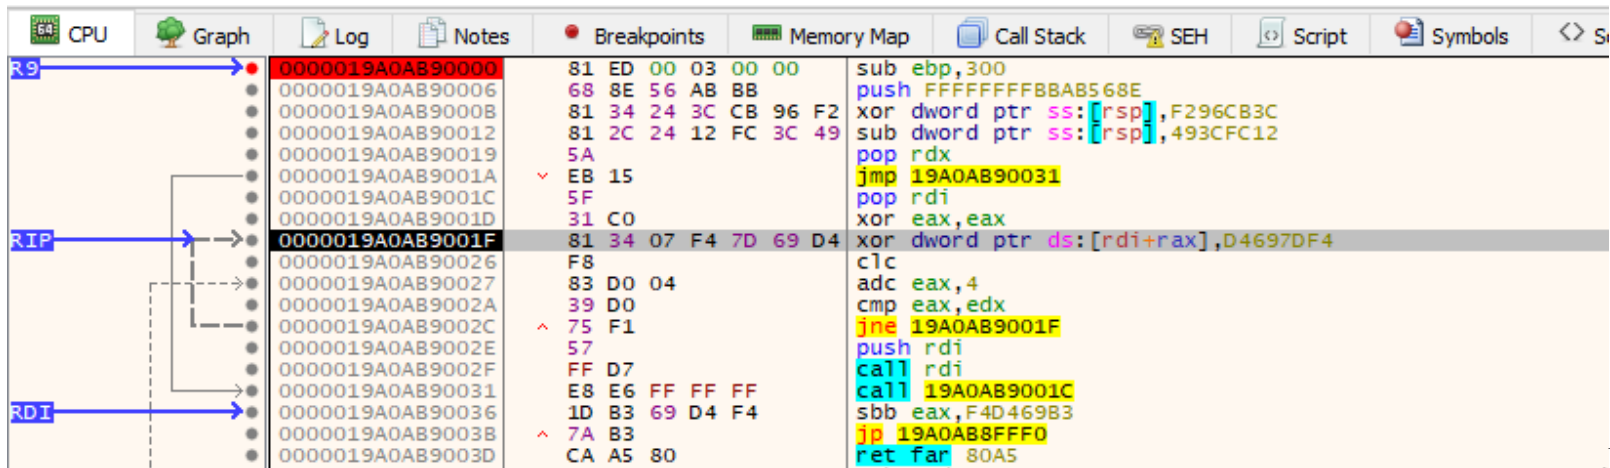 CPU Graph Log Notes Breakpoints Memory Map Call Stack SEH Script Symbols
R9 0000019A0AB90000 81 ED 00 03 00 00 sub ebp,300
0000019A0AB90006 68 8E 56 AB BB push FFFFFFFFBBAB568E
0000019A0AB9000B 81 34 24 3C CB 96 F2 xor dword ptr ss:[rsp],F296CB3C
0000019A0AB90012 81 2C 24 12 FC 3C 49 sub dword ptr ss:[rsp],493CFC12
0000019A0AB90019 5A pop rdx
0000019A0AB9001A EB 15 jmp 19A0AB90031
0000019A0AB9001C 5F pop rdi
0000019A0AB9001D 31 C0 xor eax,eax
RIP 0000019A0AB9001F 81 34 07 F4 7D 69 D4 xor dword ptr ds:[rdi+rax],D4697DF4
0000019A0AB90026 F8 clc
0000019A0AB90027 83 D0 04 adc eax,4
0000019A0AB9002A 39 D0 cmp eax,edx
0000019A0AB9002C 75 F1 jne 19A0AB9001F
0000019A0AB9002E 57 push rdi
0000019A0AB9002F FF D7 call rdi
0000019A0AB90031 E8 E6 FF FF FF call 19A0AB9001C
RDI 0000019A0AB90036 1D B3 69 D4 F4 sbb eax,F4D469B3
0000019A0AB9003B 7A B3 jp 19A0AB8FFF0
0000019A0AB9003D CA A5 80 ret far 80A5